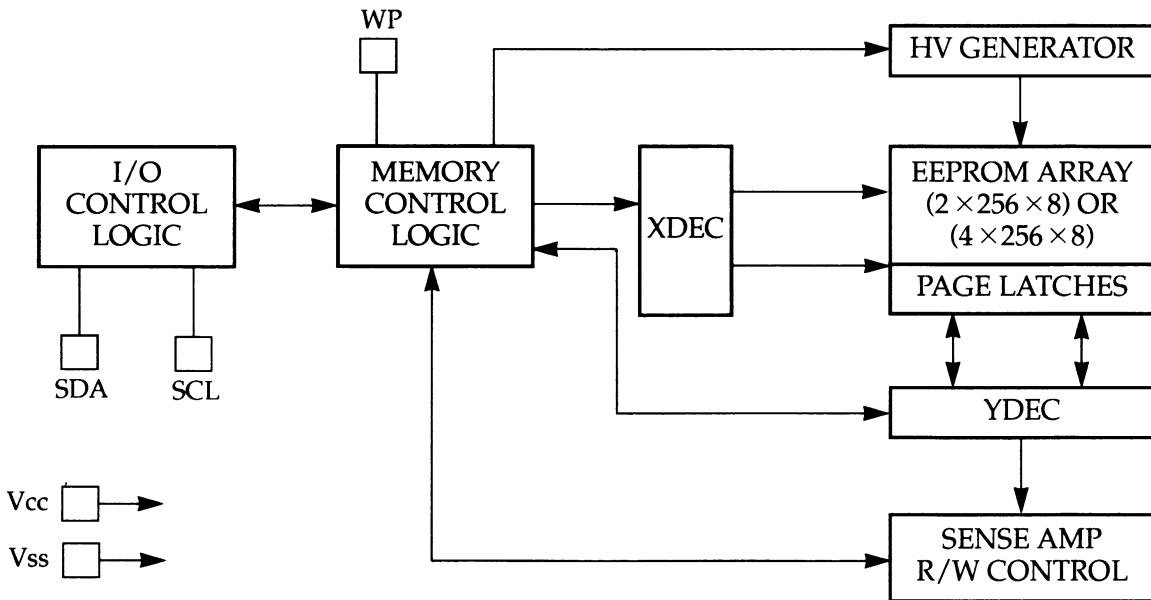 WP
HV GENERATOR
I/O
CONTROL
LOGIC
MEMORY
CONTROL
LOGIC
XDEC
EEPROM ARRAY
(2 × 256 × 8) OR
(4 × 256 × 8)
PAGE LATCHES
SDA
SCL
YDEC
Vcc
Vss
SENSE AMP
R/W CONTROL